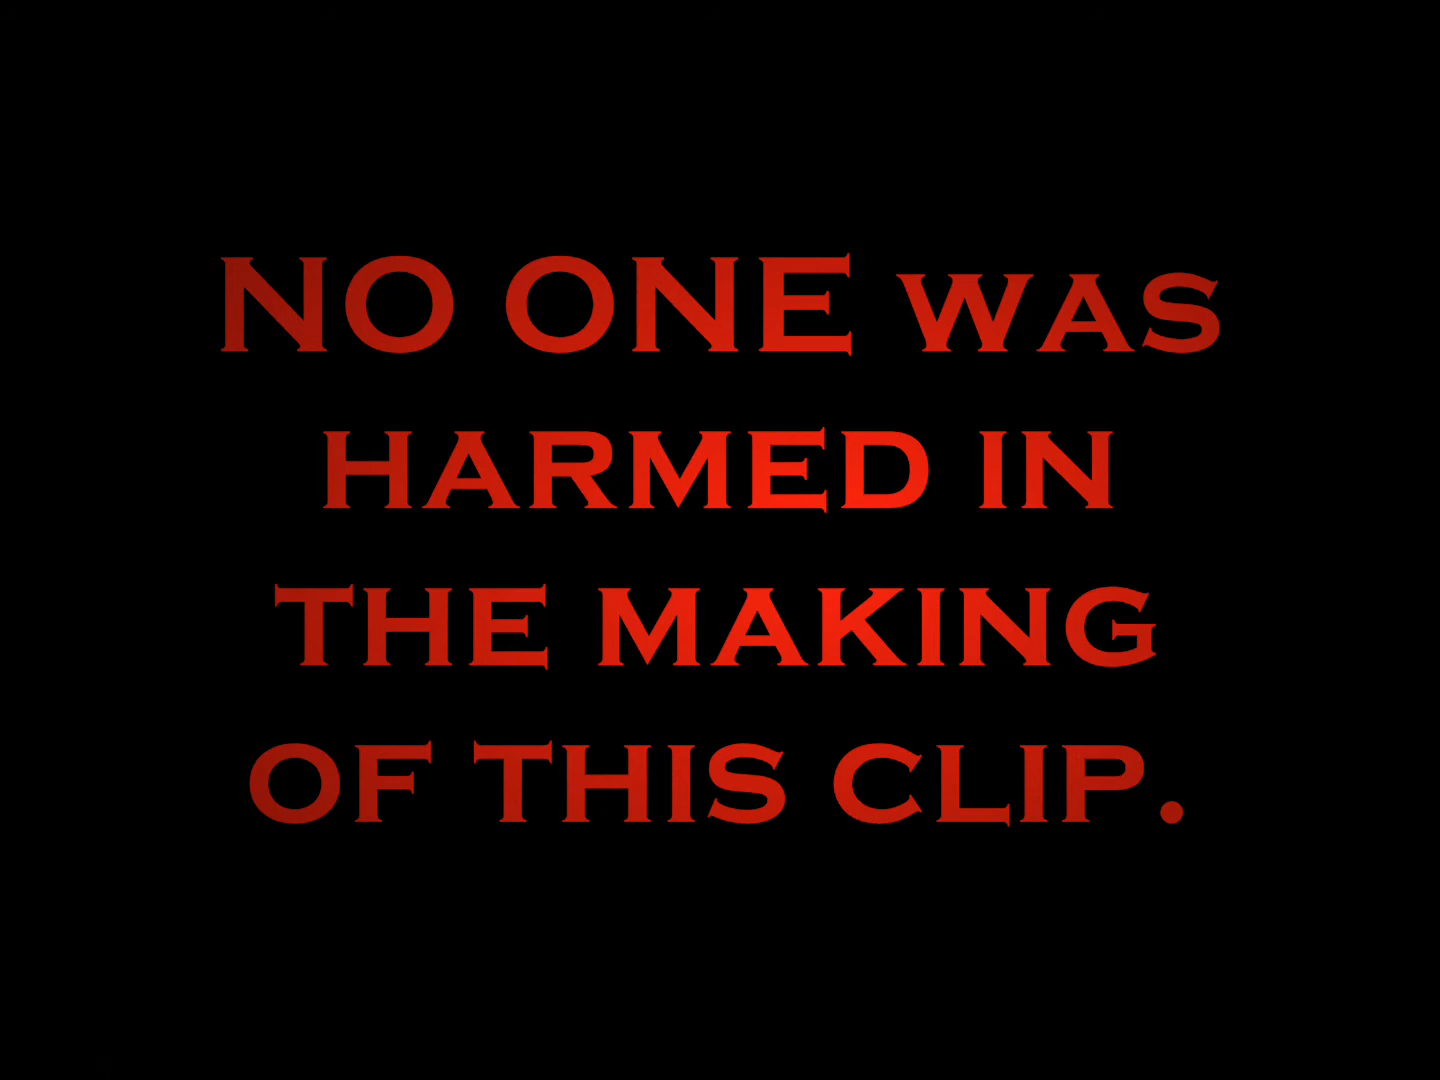 NO ONE WAS
HARMED IN
THE MAKING
OF THIS CLIP.